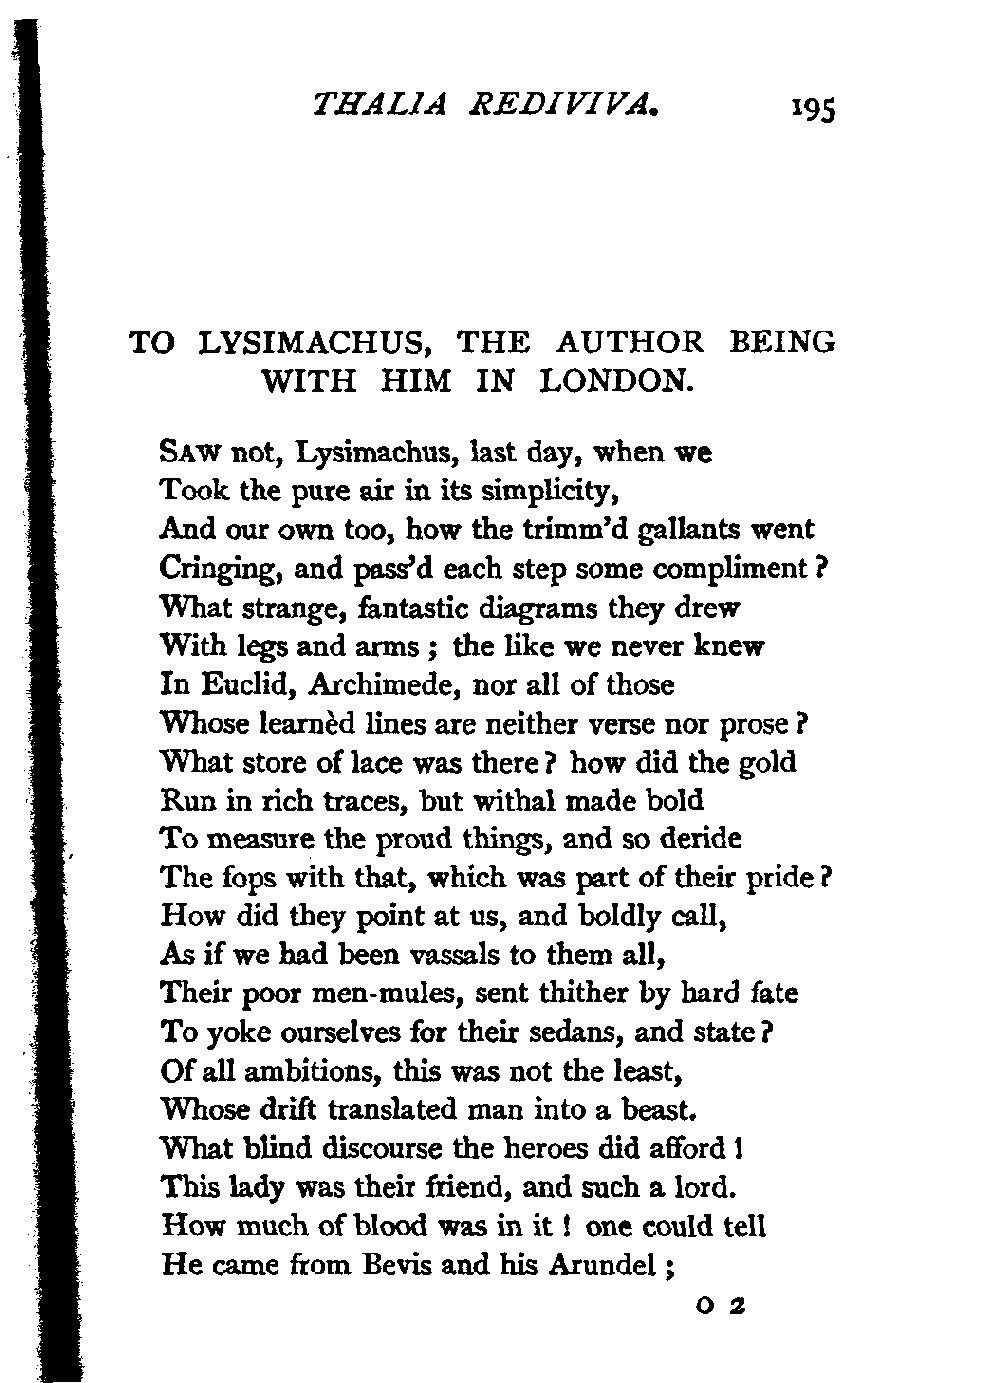 THALIA REDIVIVA. 195
TO LYSIMACHUS, THE AUTHOR BEING
WITH HIM IN LONDON.
SAW not, Lysimachus, last day, when we
Took the pure air in its simplicity,
And our own too, how the trimm'd gallants went
Cringing, and pass'd each step some compliment?
What strange, fantastic diagrams they drew
With legs and arms; the like we never knew
In Euclid, Archimede, nor all of those
Whose learnèd lines are neither verse nor prose?
What store of lace was there? how did the gold
Run in rich traces, but withal made bold
To measure the proud things, and so deride
The fops with that, which was part of their pride?
How did they point at us, and boldly call,
As if we had been vassals to them all,
Their poor men-mules, sent thither by hard fate
To yoke ourselves for their sedans, and state?
Of all ambitions, this was not the least,
Whose drift translated man into a beast.
What blind discourse the heroes did afford!
This lady was their friend, and such a lord.
How much of blood was in it! one could tell
He came from Bevis and his Arundel;
O 2